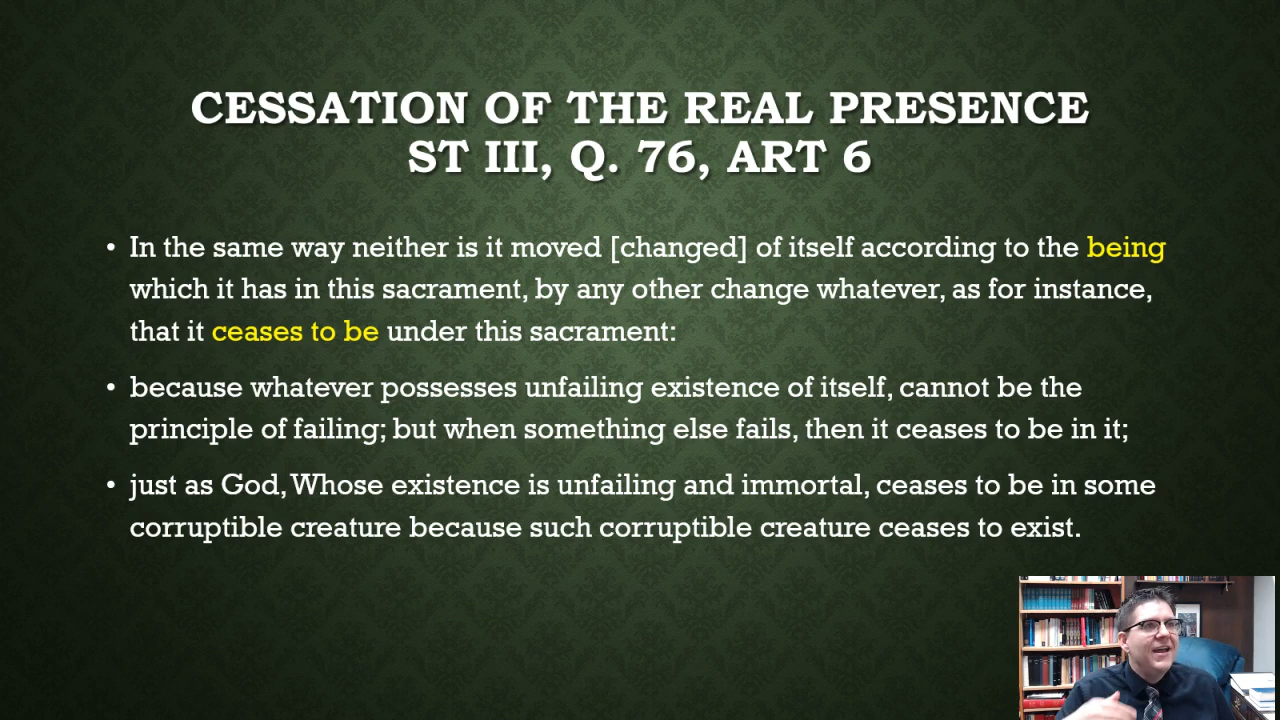 CESSATION OF THE REAL PRESENCE
ST III, Q. 76, ART 6
• In the same way neither is it moved [changed] of itself according to the being
which it has in this sacrament, by any other change whatever, as for instance,
that it ceases to be under this sacrament:
• because whatever possesses unfailing existence of itself, cannot be the
principle of failing; but when something else fails, then it ceases to be in it;
• just as God, Whose existence is unfailing and immortal, ceases to be in some
corruptible creature because such corruptible creature ceases to exist.